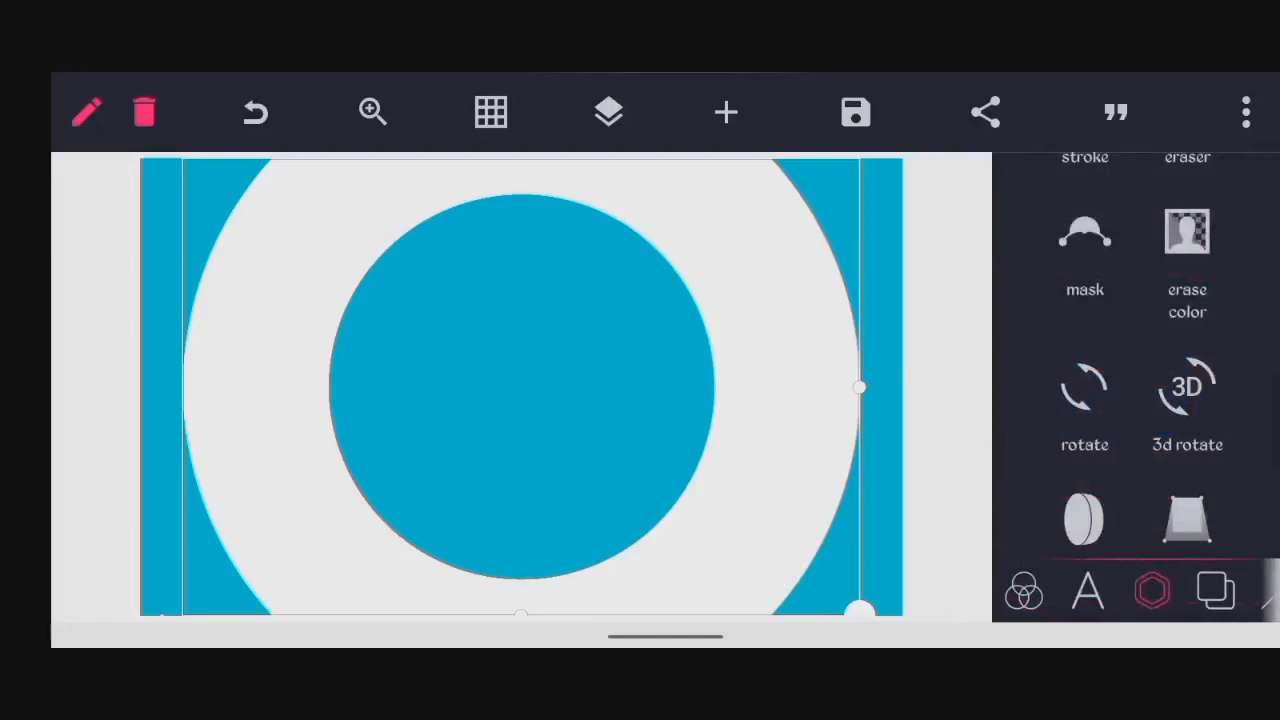 stroke eraser
mask erase color
3D
rotate 3d rotate
A